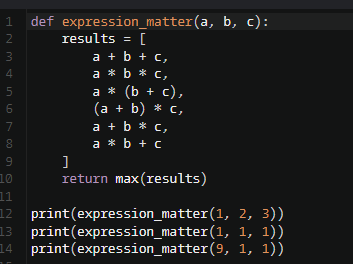 1 def expression_matter(a, b, c):
2     results = [
3         a + b + c,
4         a * b * c,
5         a * (b + c),
6         (a + b) * c,
7         a + b * c,
8         a * b + c
9     ]
10     return max(results)
11
12 print(expression_matter(1, 2, 3))
13 print(expression_matter(1, 1, 1))
14 print(expression_matter(9, 1, 1))